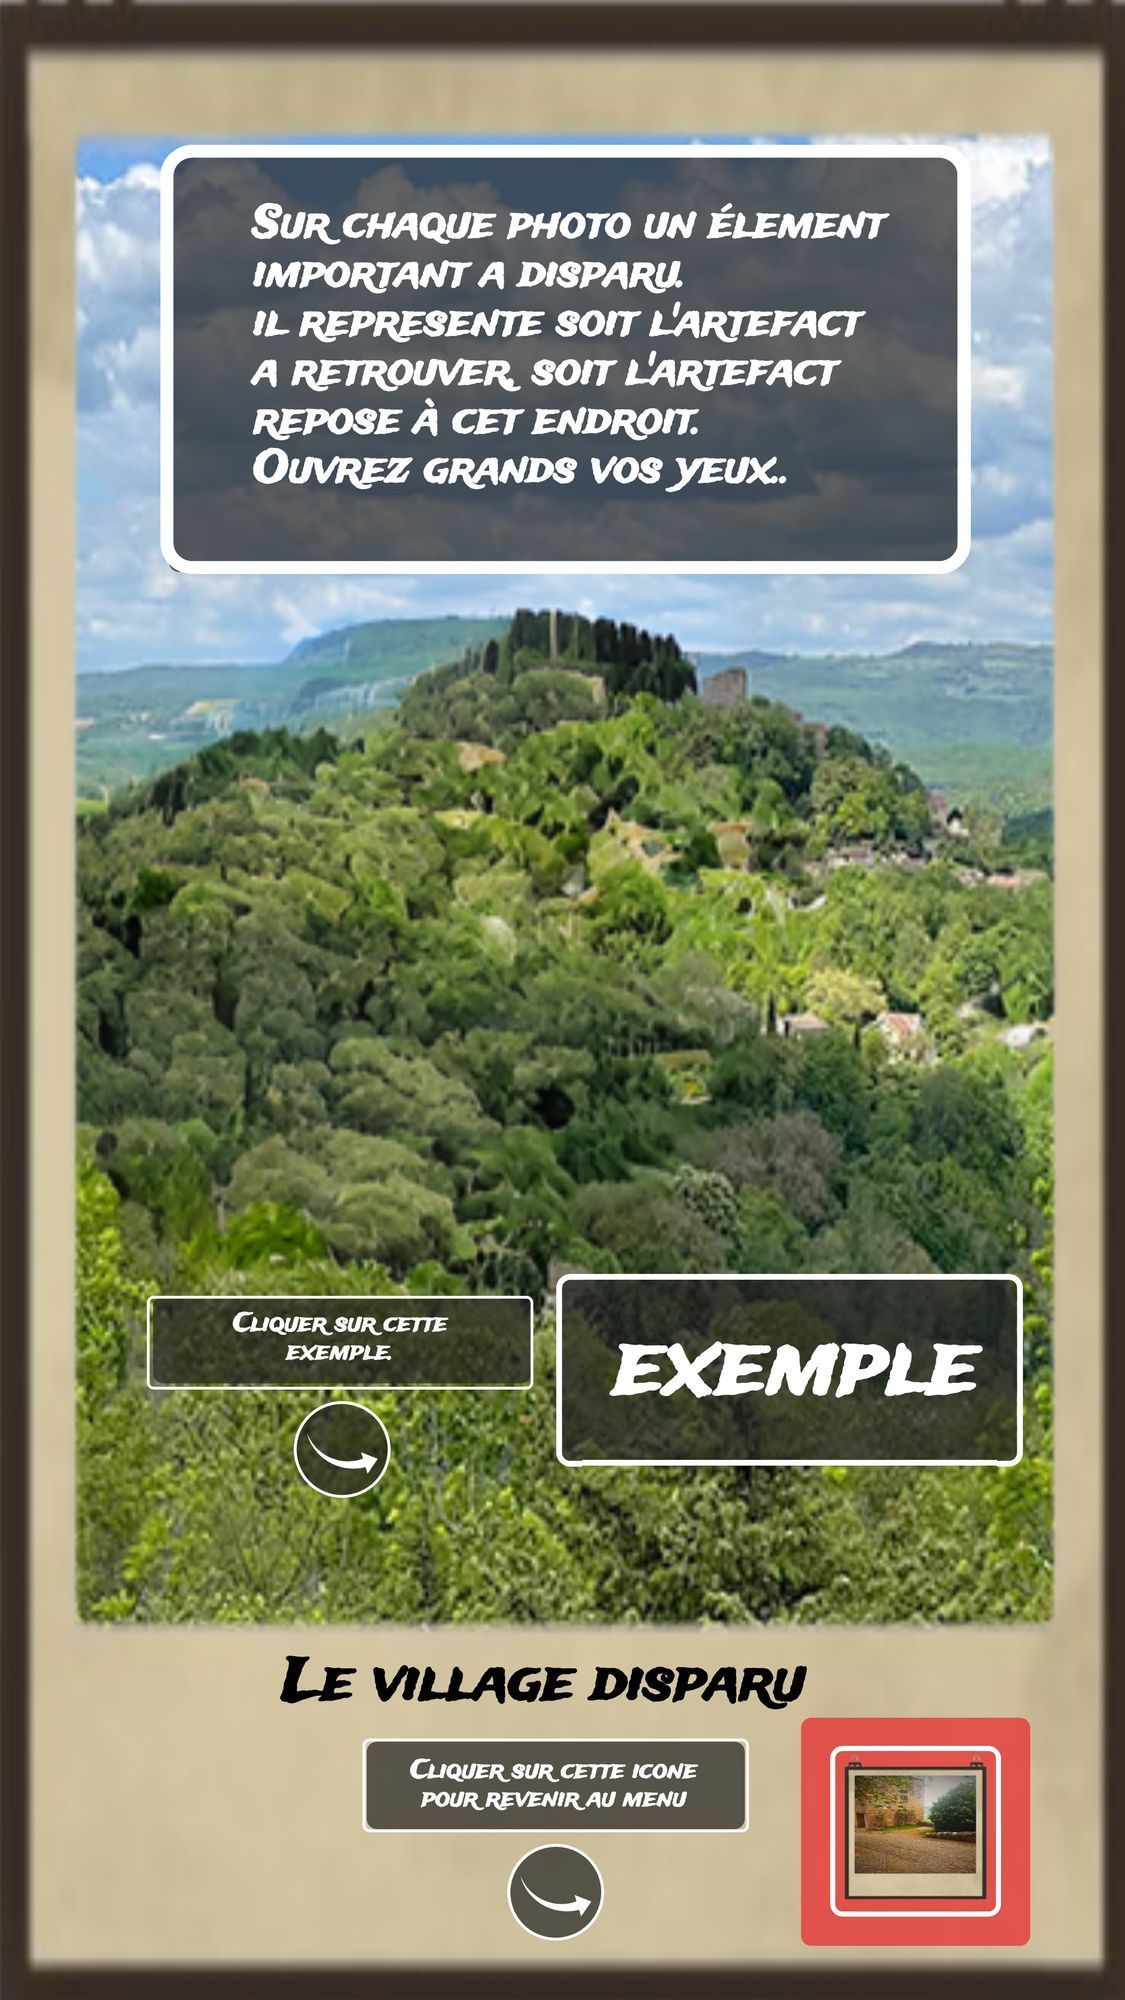 Sur chaque photo un élement
important a disparu.
il represente soit l'artefact
a retrouver, soit l'artefact
repose à cet endroit.
Ouvrez grands vos yeux..
Cliquer sur cette
exemple.
EXEMPLE
Le village disparu
Cliquer sur cette icone
pour revenir au menu